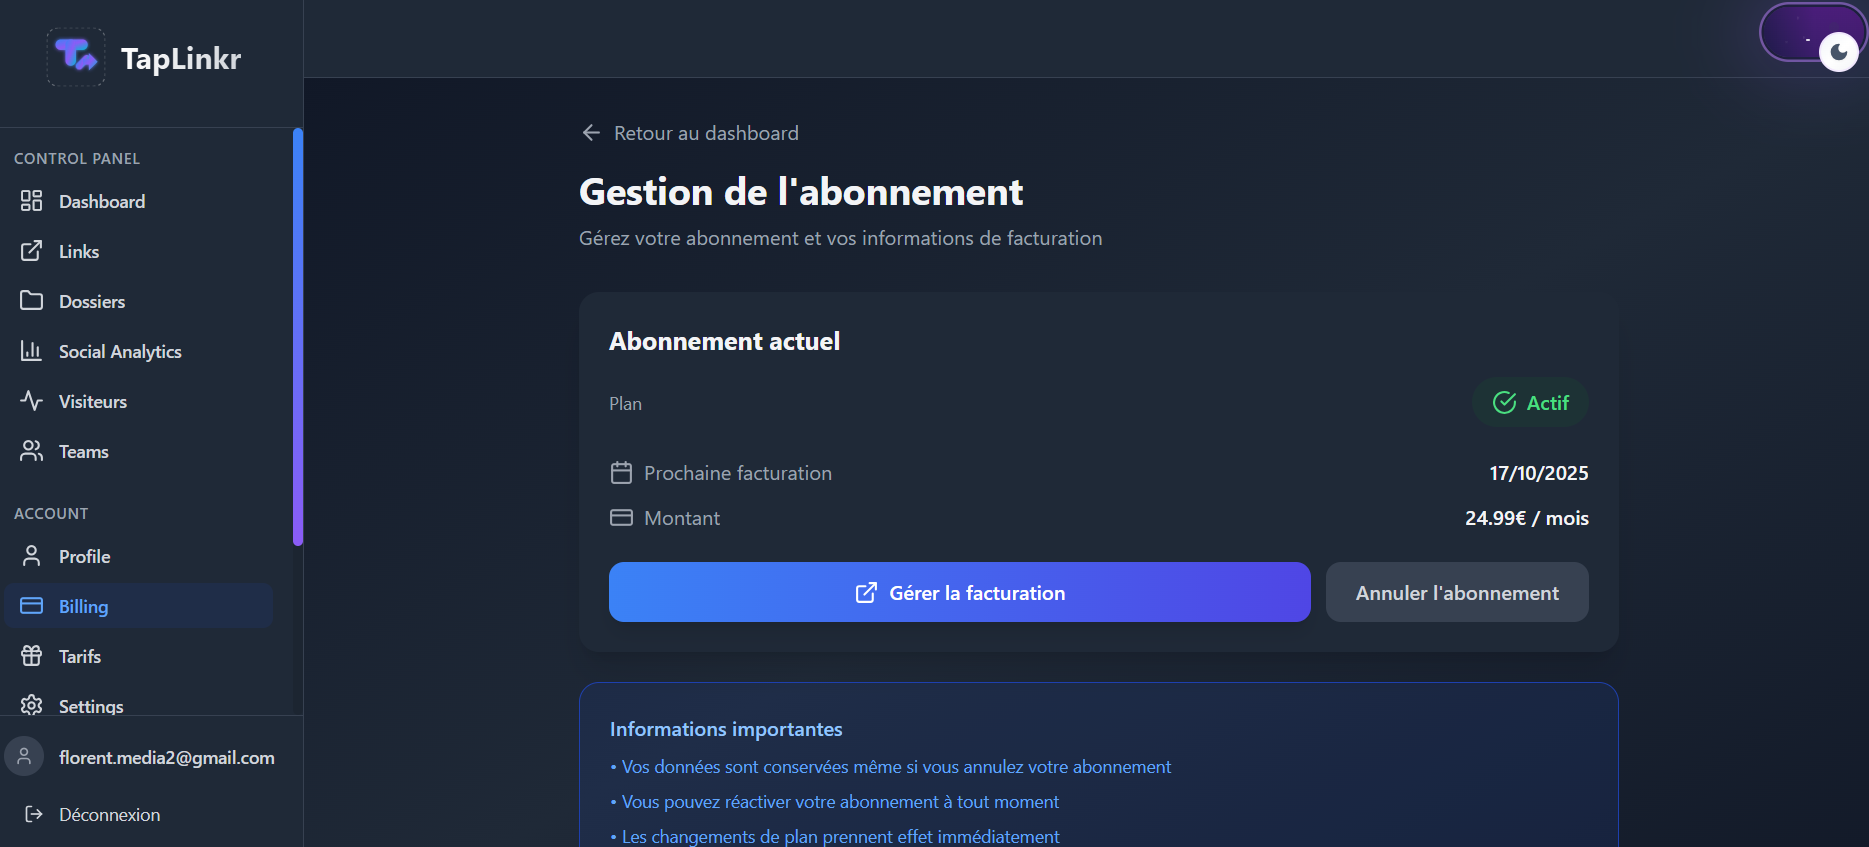 TapLinkr
CONTROL PANEL
Dashboard
Links
Dossiers
Social Analytics
Visiteurs
Teams
ACCOUNT
Profile
Billing
Tarifs
Settings
florent.media2@gmail.com
Déconnexion
Retour au dashboard
Gestion de l'abonnement
Gérez votre abonnement et vos informations de facturation
Abonnement actuel
Plan
Actif
Prochaine facturation
17/10/2025
Montant
24.99€ / mois
Gérer la facturation
Annuler l'abonnement
Informations importantes
• Vos données sont conservées même si vous annulez votre abonnement
• Vous pouvez réactiver votre abonnement à tout moment
• Les changements de plan prennent effet immédiatement